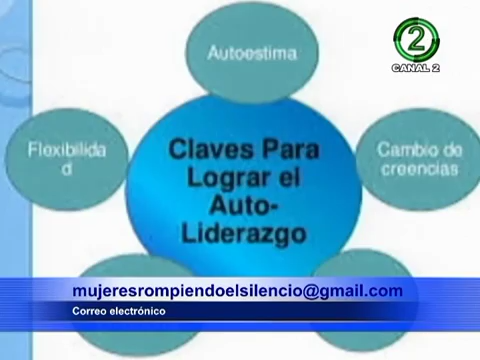 2
CANAL 2
Autoestima
Flexibilida
d
Claves Para
Lograr el
Auto-
Liderazgo
Cambio de
creencias
mujeresrompiendoelsilencio@gmail.com
Correo electrónico